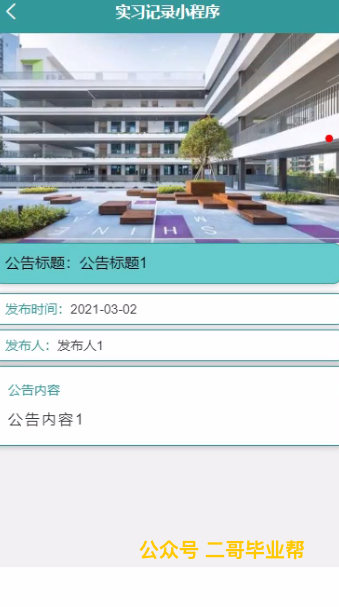 实习记录小程序
SHINE
M
公告标题：公告标题1
发布时间：2021-03-02
发布人：发布人1
公告内容
公告内容1
公众号 二哥毕业帮